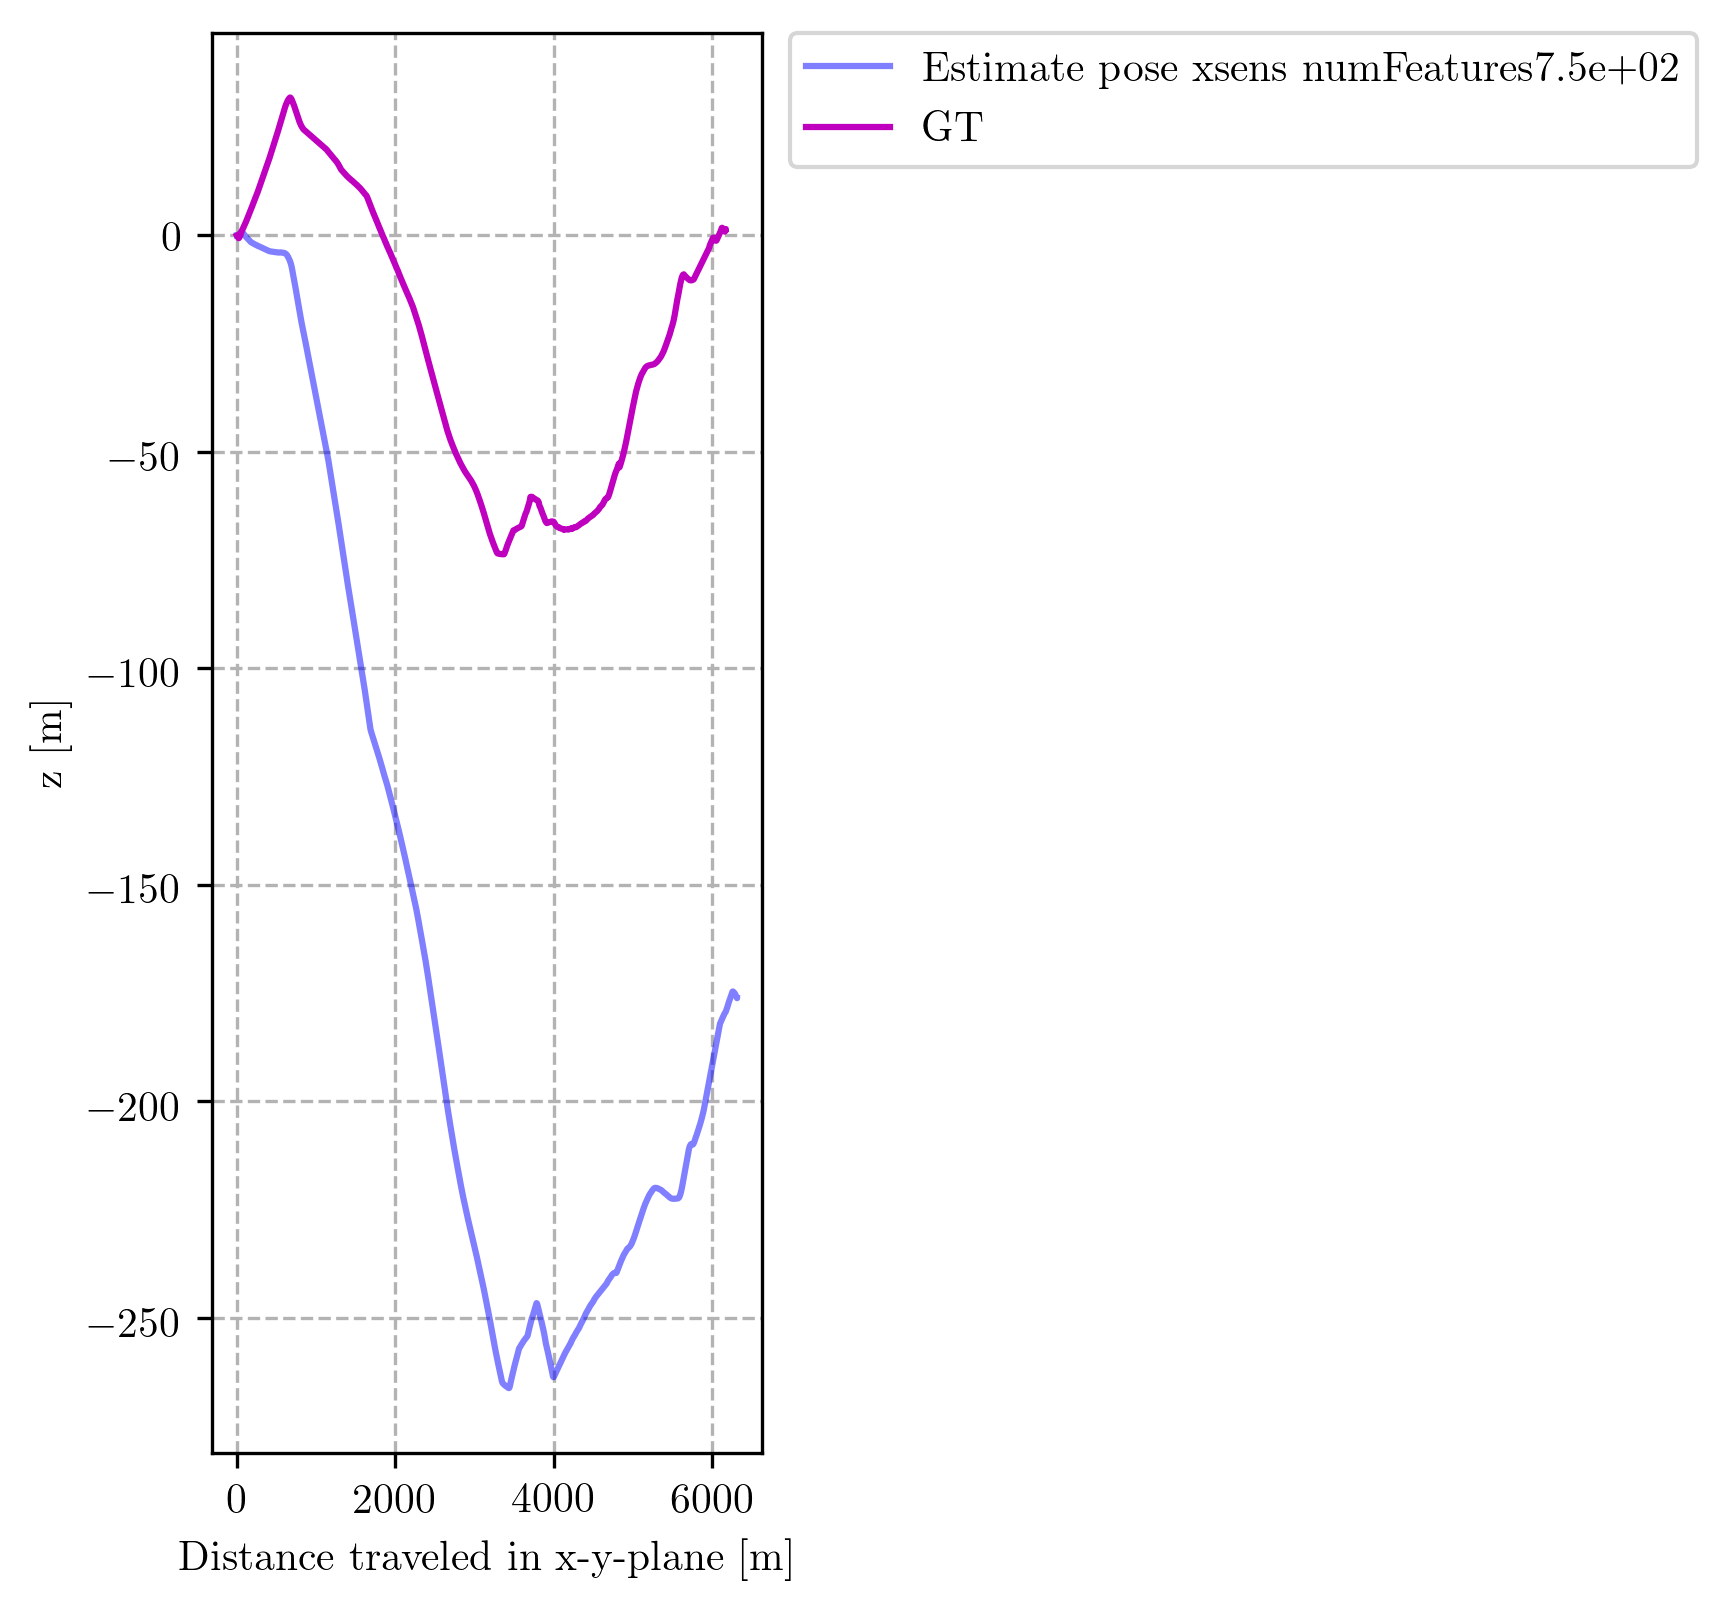 Estimate pose xsens numFeatures7.5e+02
GT
0
−50
−100
−150
−200
−250
z [m]
0 2000 4000 6000
Distance traveled in x-y-plane [m]